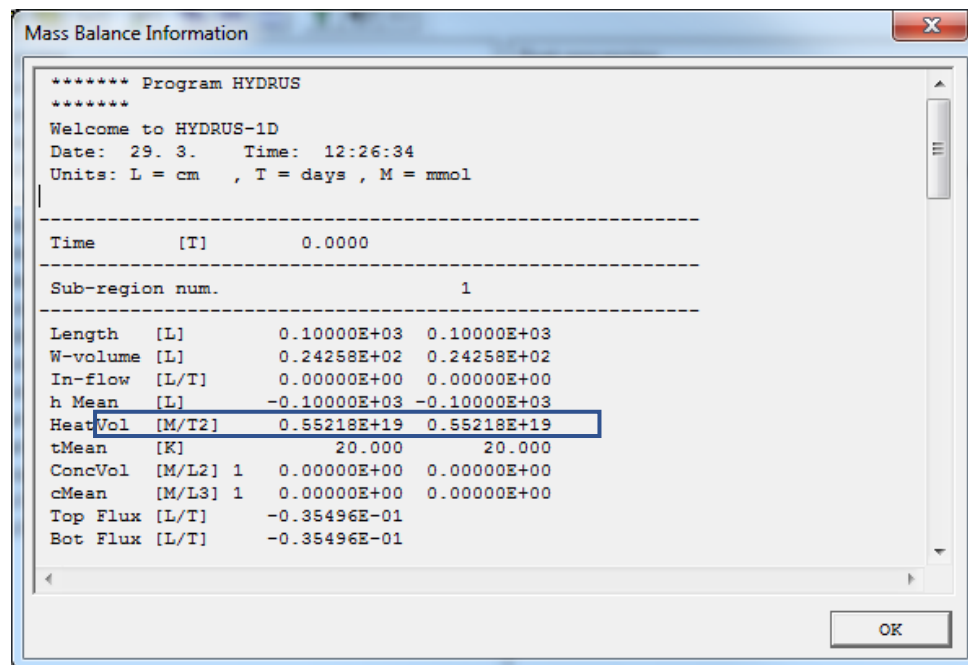 Mass Balance Information
x
******* Program HYDRUS
*******
Welcome to HYDRUS-1D
Date:  29. 3.    Time:  12:26:34
Units: L = cm   , T = days , M = mmol
----------------------------------------------------------
Time       [T]        0.0000
----------------------------------------------------------
Sub-region num.                     1
----------------------------------------------------------
Length   [L]        0.10000E+03  0.10000E+03
W-volume [L]        0.24258E+02  0.24258E+02
In-flow  [L/T]      0.00000E+00  0.00000E+00
h Mean   [L]       -0.10000E+03 -0.10000E+03
HeatVol  [M/T2]     0.55218E+19  0.55218E+19
tMean    [K]             20.000       20.000
ConcVol  [M/L2] 1   0.00000E+00  0.00000E+00
cMean    [M/L3] 1   0.00000E+00  0.00000E+00
Top Flux [L/T]     -0.35496E-01
Bot Flux [L/T]     -0.35496E-01
OK